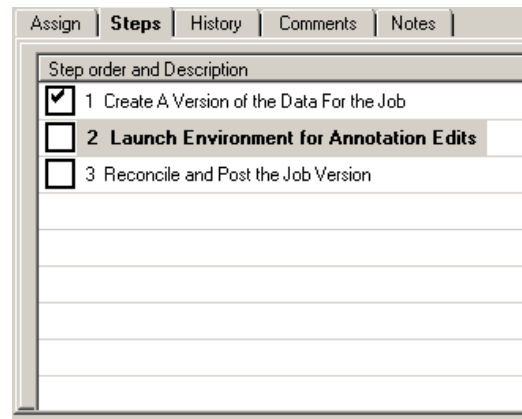 Assign Steps History Comments Notes
Step order and Description
1 Create A Version of the Data For the Job
2 Launch Environment for Annotation Edits
3 Reconcile and Post the Job Version